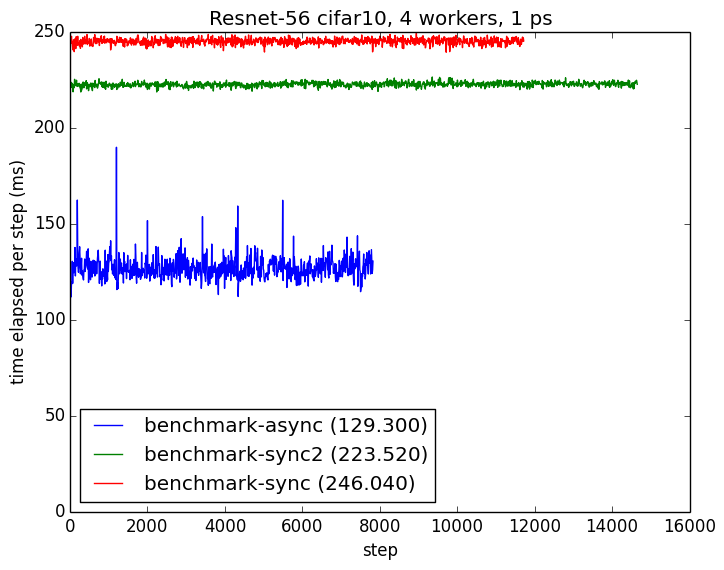 Resnet-56 cifar10, 4 workers, 1 ps
250
200
150
100
50
0
time elapsed per step (ms)
benchmark-async (129.300)
benchmark-sync2 (223.520)
benchmark-sync (246.040)
0 2000 4000 6000 8000 10000 12000 14000 16000
step